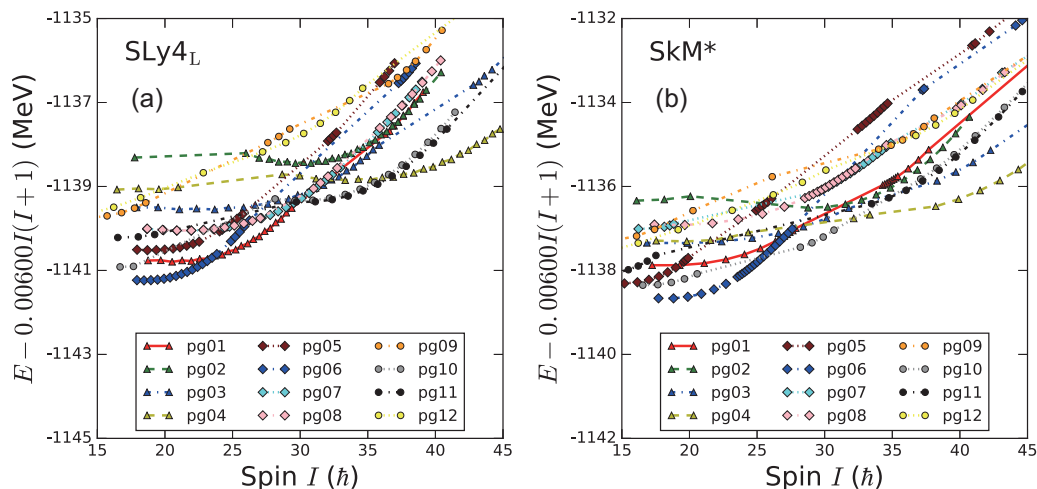 SLy4L
(a)
E − 0.00600I(I + 1) (MeV)
-1135
-1137
-1139
-1141
-1143
-1145
15 20 25 30 35 40 45
Spin I (ħ)
pg01 pg05 pg09
pg02 pg06 pg10
pg03 pg07 pg11
pg04 pg08 pg12
SkM*
(b)
E − 0.00600I(I + 1) (MeV)
-1132
-1134
-1136
-1138
-1140
-1142
15 20 25 30 35 40 45
Spin I (ħ)
pg01 pg05 pg09
pg02 pg06 pg10
pg03 pg07 pg11
pg04 pg08 pg12